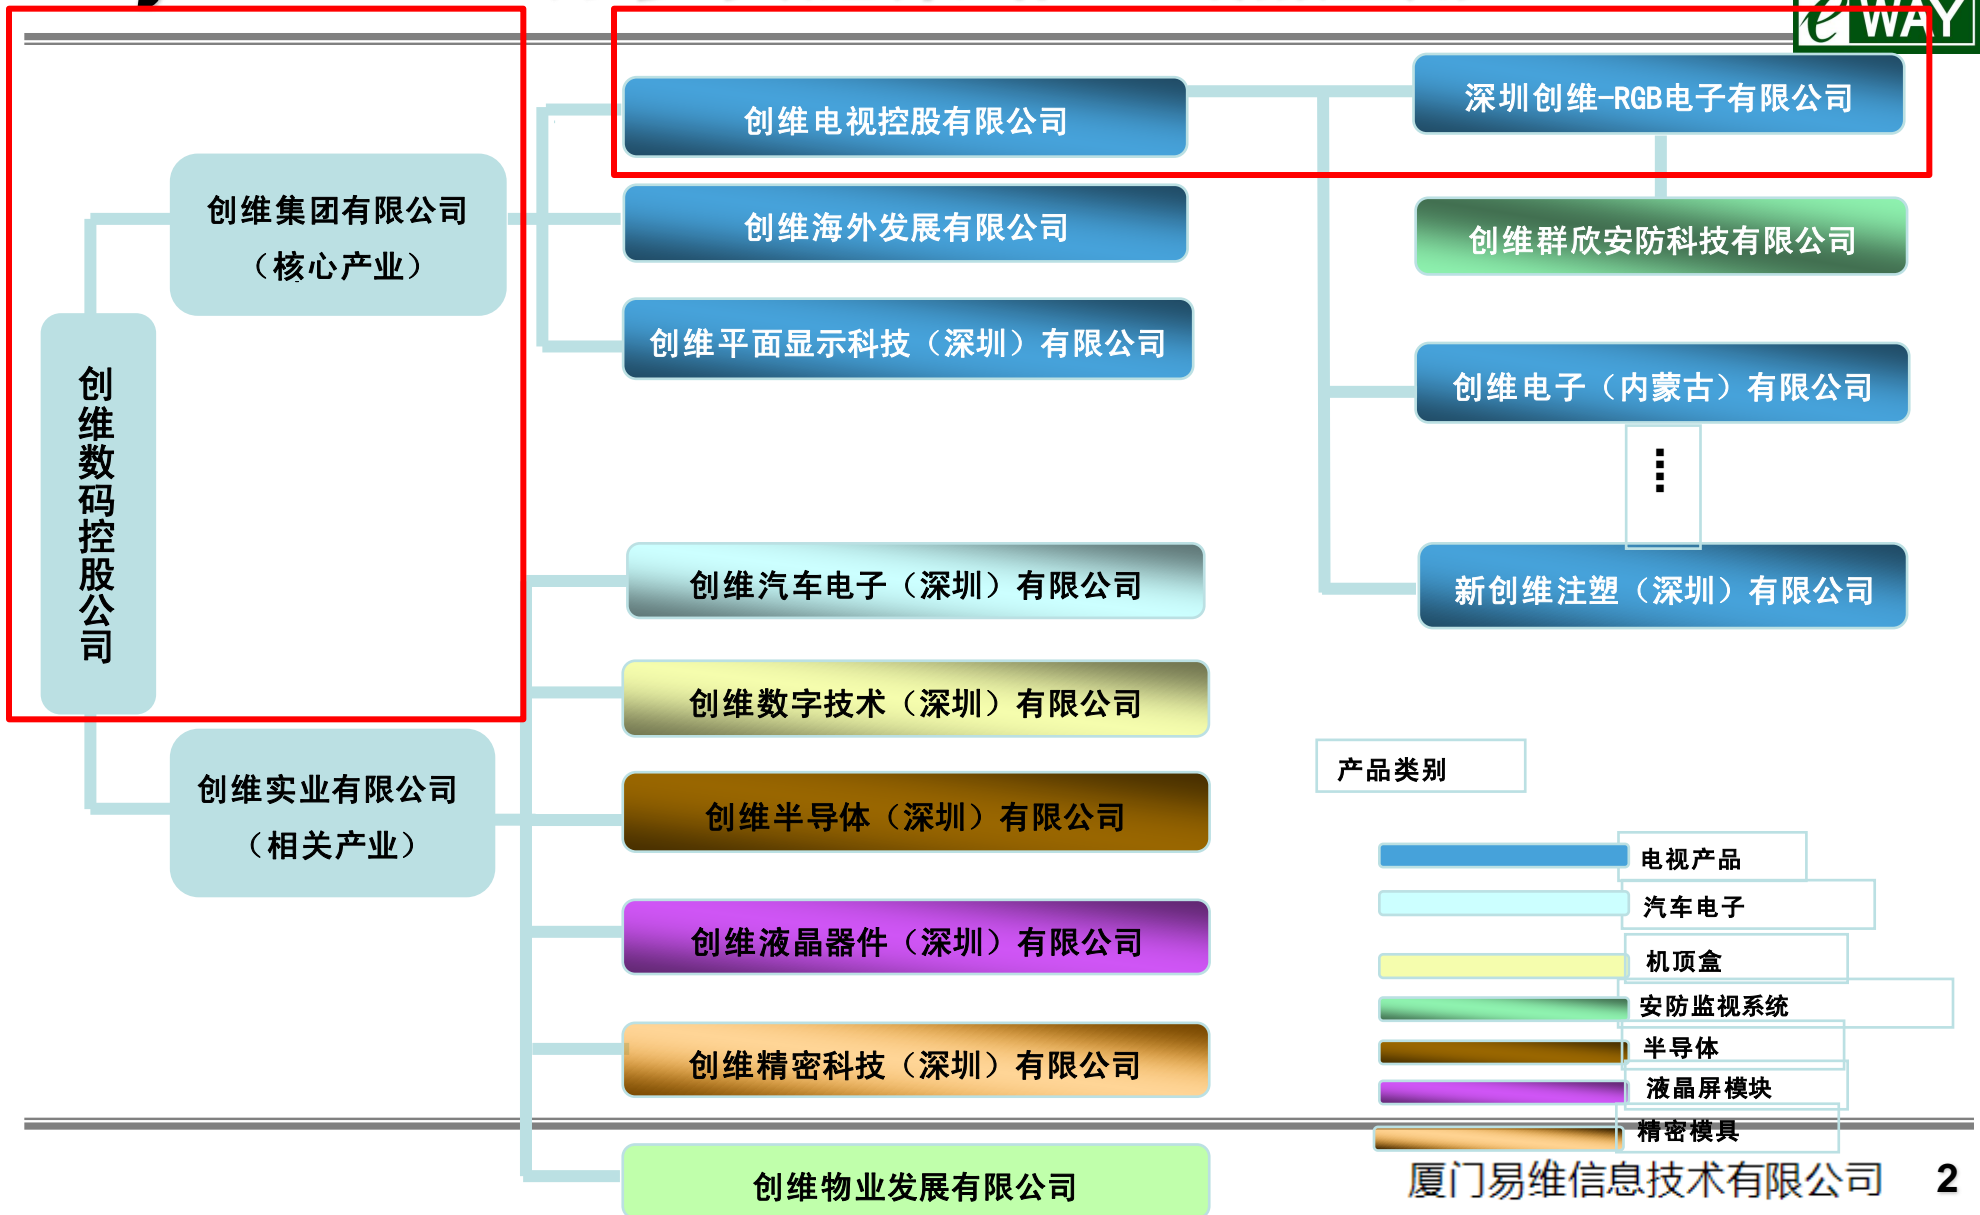 e WAY
创维电视控股有限公司
深圳创维-RGB电子有限公司
创维集团有限公司
（核心产业）
创维海外发展有限公司
创维群欣安防科技有限公司
创维平面显示科技（深圳）有限公司
创维电子（内蒙古）有限公司
创维数码控股公司
创维汽车电子（深圳）有限公司
新创维注塑（深圳）有限公司
创维数字技术（深圳）有限公司
创维实业有限公司
（相关产业）
创维半导体（深圳）有限公司
创维液晶器件（深圳）有限公司
创维精密科技（深圳）有限公司
创维物业发展有限公司
产品类别
电视产品
汽车电子
机顶盒
安防监视系统
半导体
液晶屏模块
精密模具
厦门易维信息技术有限公司 2